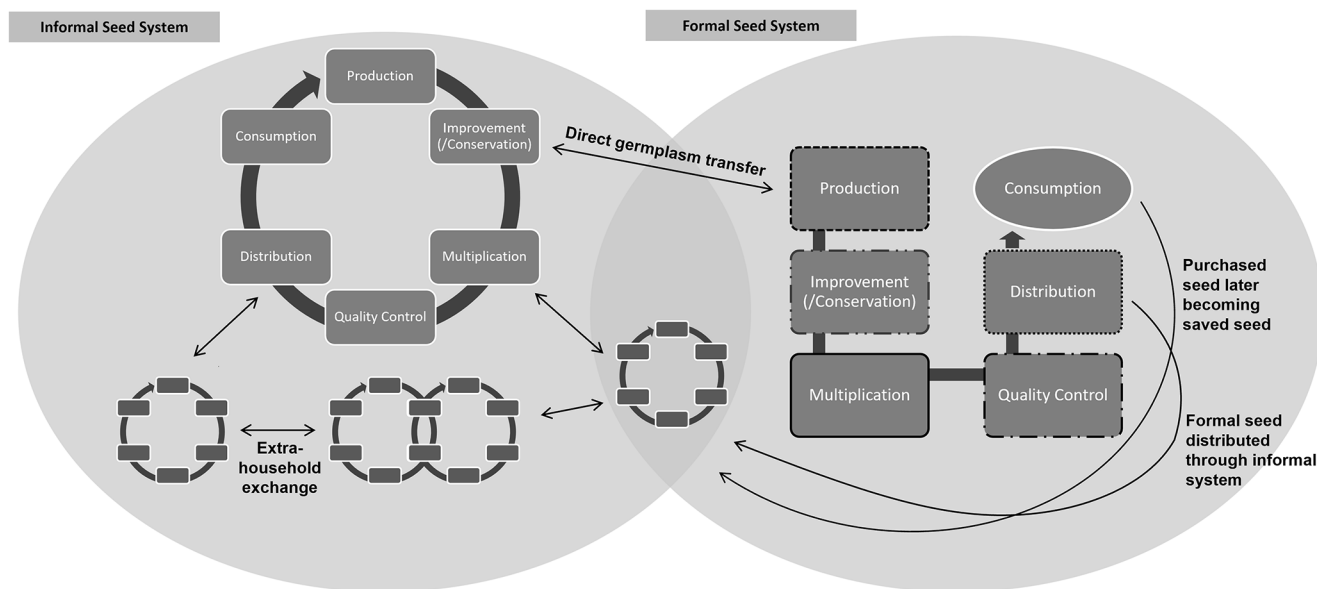 Informal Seed System
Formal Seed System
Production
Improvement
(/Conservation)
Multiplication
Quality Control
Distribution
Consumption
Direct germplasm transfer
Extra-
household
exchange
Production
Improvement
(/Conservation)
Multiplication
Quality Control
Distribution
Consumption
Purchased
seed later
becoming
saved seed
Formal seed
distributed
through informal
system